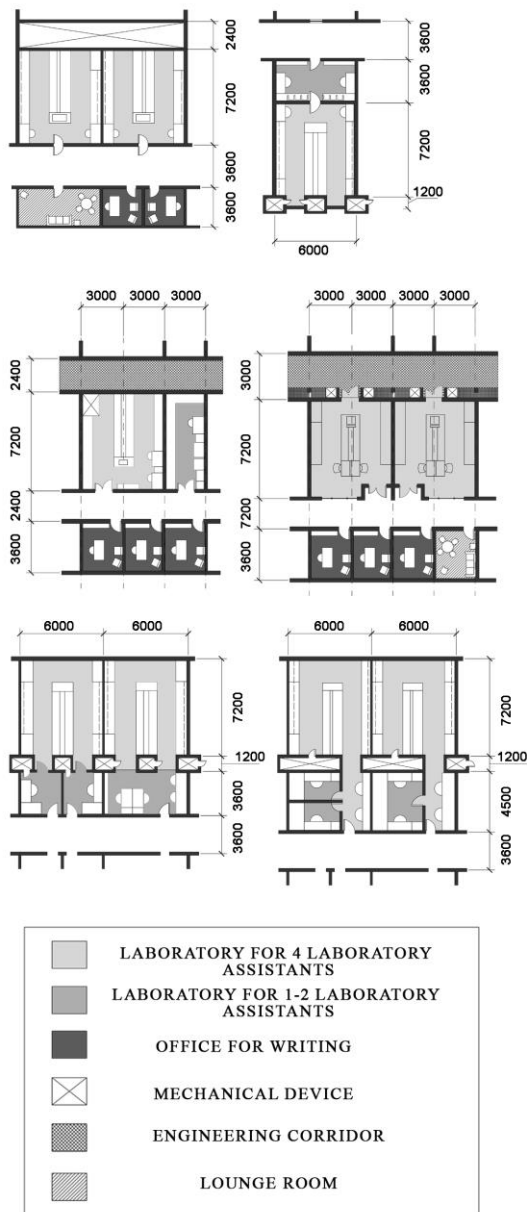 2400
7200
3600
3600
3600
3600
7200
1200
6000
3000 3000 3000
2400
7200
2400
3600
3000 3000 3000 3000
3000
7200
7200
3600
6000 6000
7200
1200
3600
3600
6000 6000
7200
1200
4500
3600
LABORATORY FOR 4 LABORATORY
ASSISTANTS
LABORATORY FOR 1-2 LABORATORY
ASSISTANTS
OFFICE FOR WRITING
MECHANICAL DEVICE
ENGINEERING CORRIDOR
LOUNGE ROOM